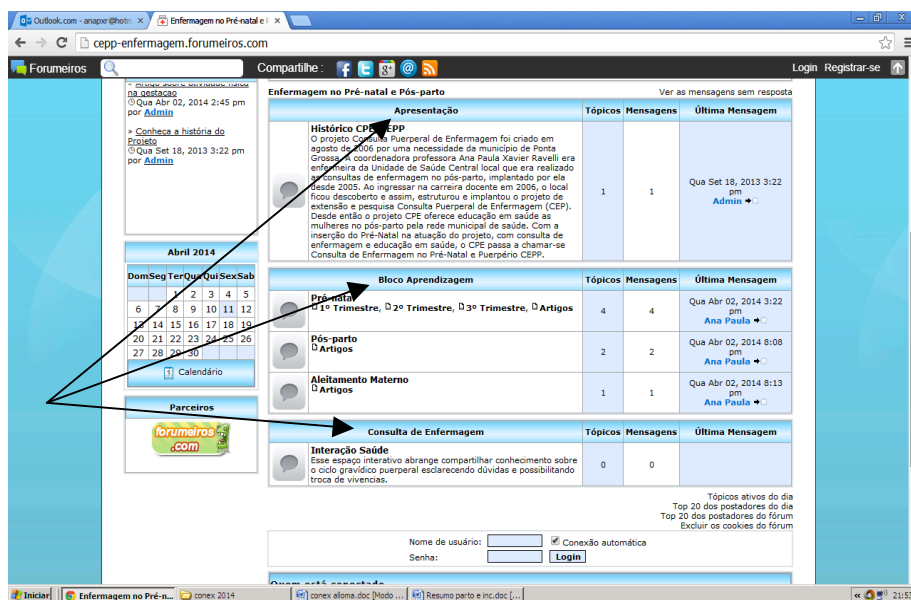 Outlook.com - anapxr@hotm
Enfermagem no Pré-natal e
cepp-enfermagem.forumeiros.com
Forumeiros
Compartilhe :
Login Registrar-se
» Artigo sobre atividade física
na gestação
Qua Abr 02, 2014 2:45 pm
por Admin
» Conheça a história do
Projeto
Qua Set 18, 2013 3:22 pm
por Admin
Abril 2014
Dom Seg Ter Qua Qui Sex Sab
1 2 3 4 5
6 7 8 9 10 11 12
13 14 15 16 17 18 19
20 21 22 23 24 25 26
27 28 29 30
Calendário
Parceiros
forumeiros
.com
Enfermagem no Pré-natal e Pós-parto
Ver as mensagens sem resposta
Apresentação Tópicos Mensagens Última Mensagem
Histórico CPE CEPP
O projeto Consulta Puerperal de Enfermagem foi criado em
agosto de 2006 por uma necessidade da município de Ponta
Grossa. A coordenadora professora Ana Paula Xavier Ravelli era
enfermeira da Unidade de Saúde Central local que era realizado
as consultas de enfermagem no pós-parto, implantado por ela
desde 2005. Ao ingressar na carreira docente em 2006, o local
ficou descoberto e assim, estruturou e implantou o projeto de
extensão e pesquisa Consulta Puerperal de Enfermagem (CEP).
Desde então o projeto CPE oferece educação em saúde as
mulheres no pós-parto pela rede municipal de saúde. Com a
inserção do Pré-Natal na atuação do projeto, com consulta de
enfermagem e educação em saúde, o CPE passa a chamar-se
Consulta de Enfermagem no Pré-Natal e Puerpério CEPP.
1
1
Qua Set 18, 2013 3:22
pm
Admin
Bloco Aprendizagem Tópicos Mensagens Última Mensagem
Pré-natal
1º Trimestre, 2º Trimestre, 3º Trimestre, Artigos
4
4
Qua Abr 02, 2014 3:22
pm
Ana Paula
Pós-parto
Artigos
2
2
Qua Abr 02, 2014 8:08
pm
Ana Paula
Aleitamento Materno
Artigos
1
1
Qua Abr 02, 2014 8:13
pm
Ana Paula
Consulta de Enfermagem Tópicos Mensagens Última Mensagem
Interação Saúde
Esse espaço interativo abrange compartilhar conhecimento sobre
o ciclo gravídico puerperal esclarecendo dúvidas e possibilitando
troca de vivencias.
0
0
Tópicos ativos do dia
Top 20 dos postadores do dia
Top 20 dos postadores do fórum
Excluir os cookies do fórum
Nome de usuário:
Conexão automática
Senha:
Login
Quem está conectado
Iniciar
Enfermagem no Pré-n...
conex 2014
conex alloma.doc [Modo ...
Resumo parto e inc.doc [...